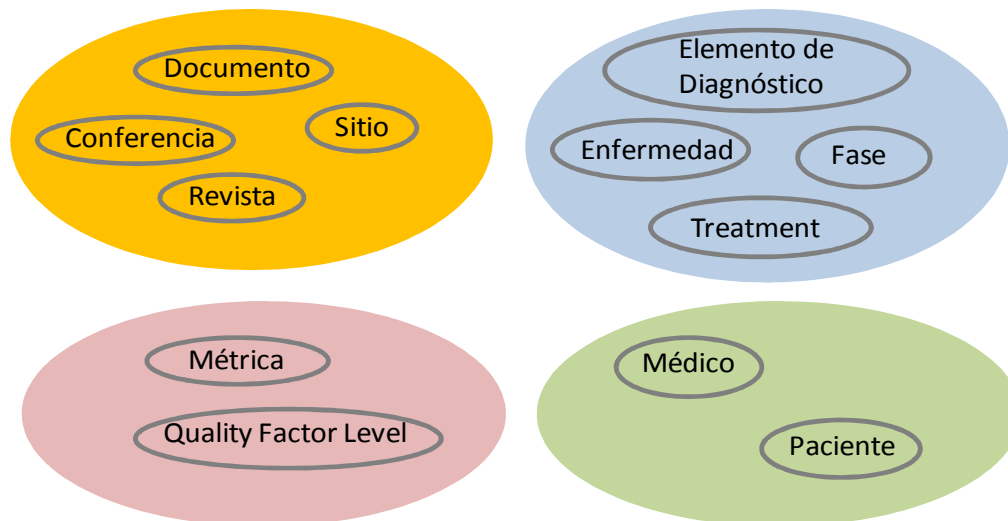 Documento
Conferencia
Sitio
Revista
Elemento de
Diagnóstico
Enfermedad
Fase
Treatment
Métrica
Quality Factor Level
Médico
Paciente